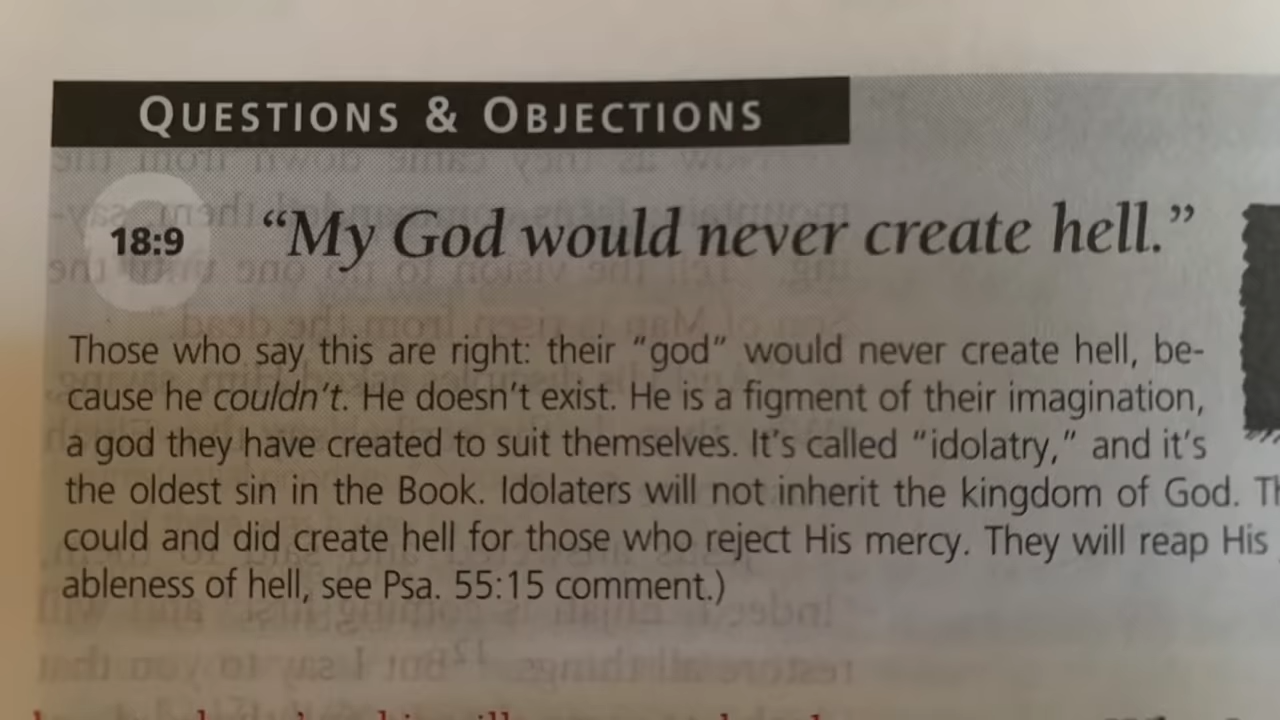 QUESTIONS & OBJECTIONS
18:9 “My God would never create hell.”
Those who say this are right: their “god” would never create hell, be-
cause he couldn’t. He doesn’t exist. He is a figment of their imagination,
a god they have created to suit themselves. It’s called “idolatry,” and it’s
the oldest sin in the Book. Idolaters will not inherit the kingdom of God.
could and did create hell for those who reject His mercy. They will reap His
ableness of hell, see Psa. 55:15 comment.)